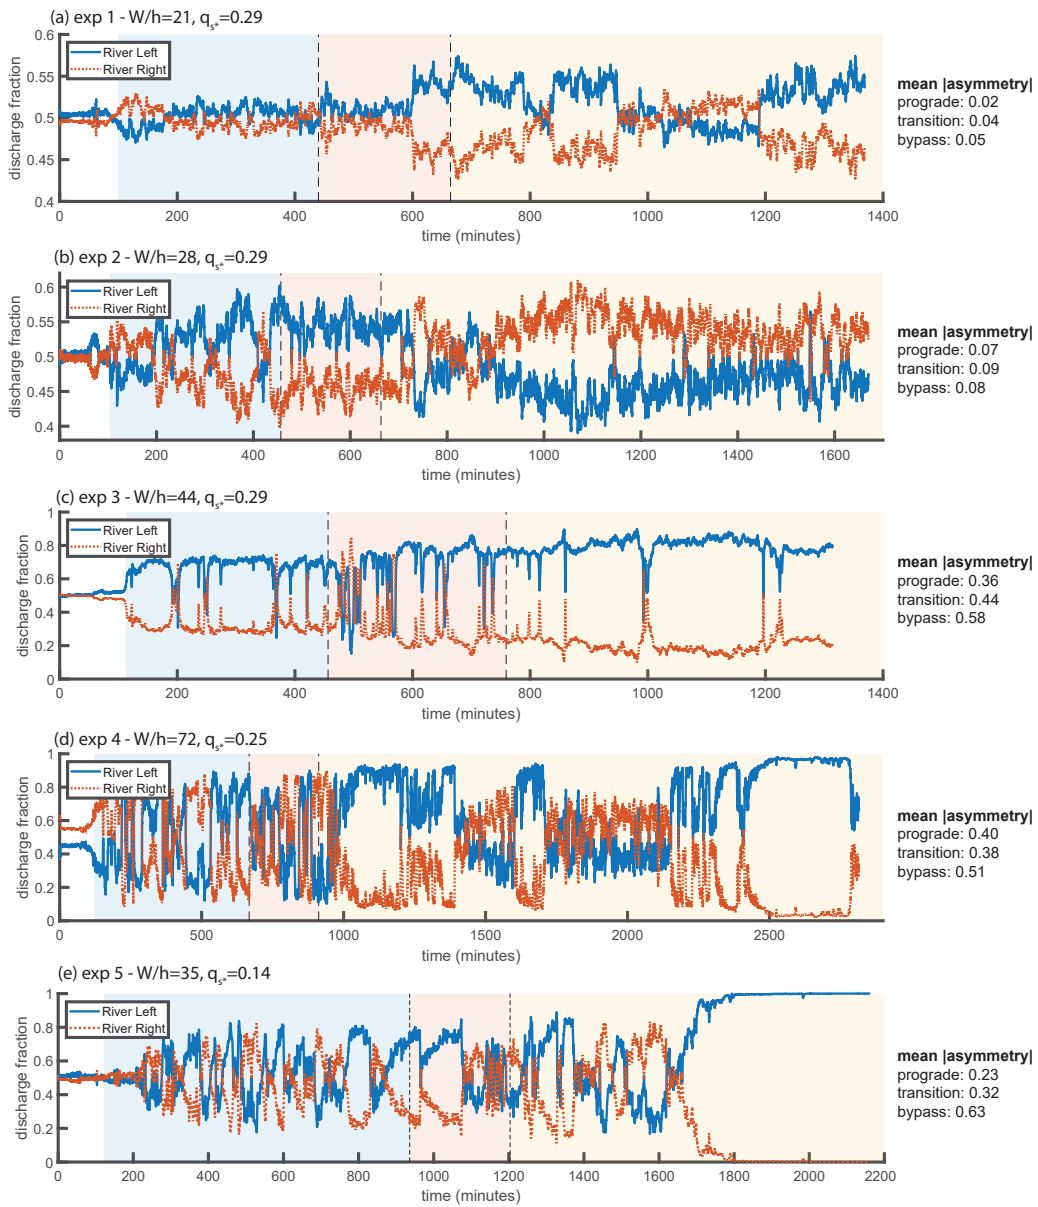 (a) exp 1 - W/h=21, qs*=0.29
0.6
0.55
0.5
0.45
0.4
discharge fraction
River Left
River Right
0 200 400 600 800 1000 1200 1400
time (minutes)
mean |asymmetry|
prograde: 0.02
transition: 0.04
bypass: 0.05
(b) exp 2 - W/h=28, qs*=0.29
0.6
0.55
0.5
0.45
0.4
discharge fraction
River Left
River Right
0 200 400 600 800 1000 1200 1400 1600
time (minutes)
mean |asymmetry|
prograde: 0.07
transition: 0.09
bypass: 0.08
(c) exp 3 - W/h=44, qs*=0.29
1
0.8
0.6
0.4
0.2
0
discharge fraction
River Left
River Right
0 200 400 600 800 1000 1200 1400
time (minutes)
mean |asymmetry|
prograde: 0.36
transition: 0.44
bypass: 0.58
(d) exp 4 - W/h=72, qs*=0.25
1
0.8
0.6
0.4
0.2
0
discharge fraction
River Left
River Right
0 500 1000 1500 2000 2500
time (minutes)
mean |asymmetry|
prograde: 0.40
transition: 0.38
bypass: 0.51
(e) exp 5 - W/h=35, qs*=0.14
1
0.8
0.6
0.4
0.2
0
discharge fraction
River Left
River Right
0 200 400 600 800 1000 1200 1400 1600 1800 2000 2200
time (minutes)
mean |asymmetry|
prograde: 0.23
transition: 0.32
bypass: 0.63